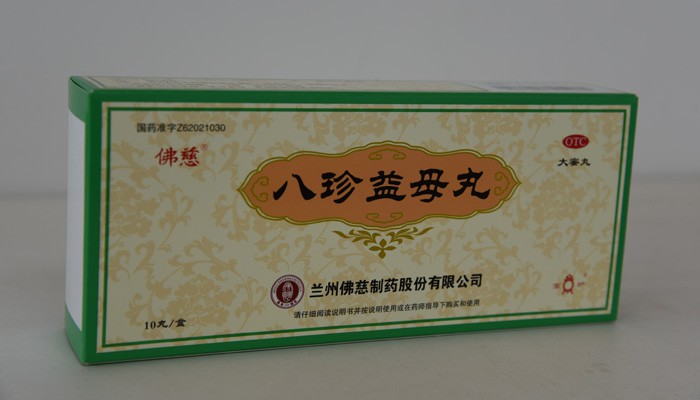 国药准字Z62021030
佛慈®
OTC
大蜜丸
八珍益母丸
兰州佛慈制药股份有限公司
请仔细阅读说明书并按说明使用或在药师指导下购买和使用
10丸/盒